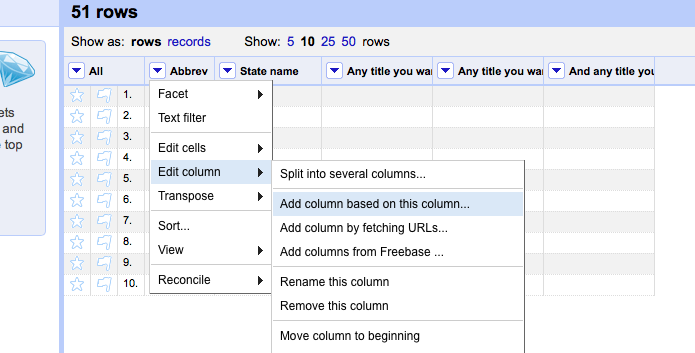 51 rows
Show as: rows records Show: 5 10 25 50 rows
All Abbrev State name Any title you wa Any title you wa And any title you
ets
and
top
1.
2.
3.
4.
5.
6.
7.
8.
9.
10.
Facet
Text filter
Edit cells
Edit column
Transpose
Sort...
View
Reconcile
Split into several columns...
Add column based on this column...
Add column by fetching URLs...
Add columns from Freebase ...
Rename this column
Remove this column
Move column to beginning